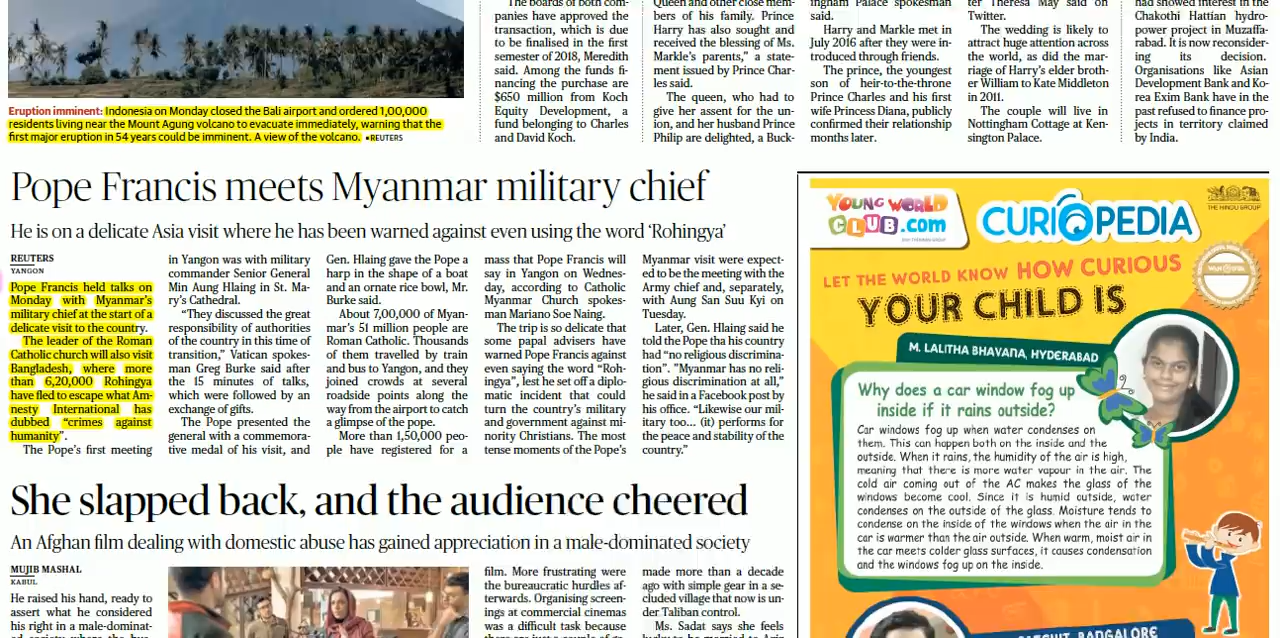 The boards of both com-
panies have approved the
transaction, which is due
to be finalised in the first
semester of 2018, Meredith
said. Among the funds fi-
nancing the purchase are
$650 million from Koch
Equity Development, a
fund belonging to Charles
and David Koch.
Queen and other close mem-
bers of his family. Prince
Harry has also sought and
received the blessing of Ms.
Markle's parents,” a state-
ment issued by Prince Char-
les said.
The queen, who had to
give her assent for the un-
ion, and her husband Prince
Philip are delighted, a Buck-
ingham Palace spokesman
said.
Harry and Markle met in
July 2016 after they were in-
troduced through friends.
The prince, the youngest
son of heir-to-the-throne
Prince Charles and his first
wife Princess Diana, publicly
confirmed their relationship
months later.
ter Theresa May said on
Twitter.
The wedding is likely to
attract huge attention across
the world, as did the mar-
riage of Harry's elder broth-
er William to Kate Middleton
in 2011.
The couple will live in
Nottingham Cottage at Ken-
sington Palace.
had showed interest in the
Chakothi Hattian hydro-
power project in Muzaffa-
rabad. It is now reconsider-
ing its decision.
Organisations like Asian
Development Bank and Ko-
rea Exim Bank have in the
past refused to finance pro-
jects in territory claimed
by India.
Eruption imminent: Indonesia on Monday closed the Bali airport and ordered 1,00,000
residents living near the Mount Agung volcano to evacuate immediately, warning that the
first major eruption in 54 years could be imminent. A view of the volcano. •REUTERS
Pope Francis meets Myanmar military chief
He is on a delicate Asia visit where he has been warned against even using the word ‘Rohingya’
REUTERS
YANGON
Pope Francis held talks on
Monday with Myanmar's
military chief at the start of a
delicate visit to the country.
The leader of the Roman
Catholic church will also visit
Bangladesh, where more
than 6,20,000 Rohingya
have fled to escape what Am-
nesty International has
dubbed “crimes against
humanity”.
The Pope's first meeting
in Yangon was with military
commander Senior General
Min Aung Hlaing in St. Ma-
ry's Cathedral.
“They discussed the great
responsibility of authorities
of the country in this time of
transition,” Vatican spokes-
man Greg Burke said after
the 15 minutes of talks,
which were followed by an
exchange of gifts.
The Pope presented the
general with a commemora-
tive medal of his visit, and
Gen. Hlaing gave the Pope a
harp in the shape of a boat
and an ornate rice bowl, Mr.
Burke said.
About 7,00,000 of Myan-
mar's 51 million people are
Roman Catholic. Thousands
of them travelled by train
and bus to Yangon, and they
joined crowds at several
roadside points along the
way from the airport to catch
a glimpse of the pope.
More than 1,50,000 peo-
ple have registered for a
mass that Pope Francis will
say in Yangon on Wednes-
day, according to Catholic
Myanmar Church spokes-
man Mariano Soe Naing.
The trip is so delicate that
some papal advisers have
warned Pope Francis against
even saying the word “Roh-
ingya”, lest he set off a diplo-
matic incident that could
turn the country's military
and government against mi-
nority Christians. The most
tense moments of the Pope's
Myanmar visit were expect-
ed to be the meeting with the
Army chief and, separately,
with Aung San Suu Kyi on
Tuesday.
Later, Gen. Hlaing said he
told the Pope tha his country
had “no religious discrimina-
tion”. "Myanmar has no reli-
gious discrimination at all,”
he said in a Facebook post by
his office. “Likewise our mil-
itary too... (it) performs for
the peace and stability of the
country.”
She slapped back, and the audience cheered
An Afghan film dealing with domestic abuse has gained appreciation in a male-dominated society
MUJIB MASHAL
KABUL
He raised his hand, ready to
assert what he considered
his right in a male-dominat-
film. More frustrating were
the bureaucratic hurdles af-
terwards. Organising screen-
ings at commercial cinemas
was a difficult task because
made more than a decade
ago with simple gear in a se-
cluded village that now is un-
der Taliban control.
Ms. Sadat says she feels
YOUNG WORLD
CLUB.com
CURIOPEDIA
THE HINDU GROUP
LET THE WORLD KNOW HOW CURIOUS
YOUR CHILD IS
M. LALITHA BHAVANA, HYDERABAD
Why does a car window fog up
inside if it rains outside?
Car windows fog up when water condenses on
them. This can happen both on the inside and the
outside. When it rains, the humidity of the air is high,
meaning that there is more water vapour in the air. The
cold air coming out of the AC makes the glass of the
windows become cool. Since it is humid outside, water
condenses on the outside of the glass. Moisture tends to
condense on the inside of the windows when the air in the
car is warmer than the air outside. When warm, moist air in
the car meets colder glass surfaces, it causes condensation
and the windows fog up on the inside.
BANGALORE